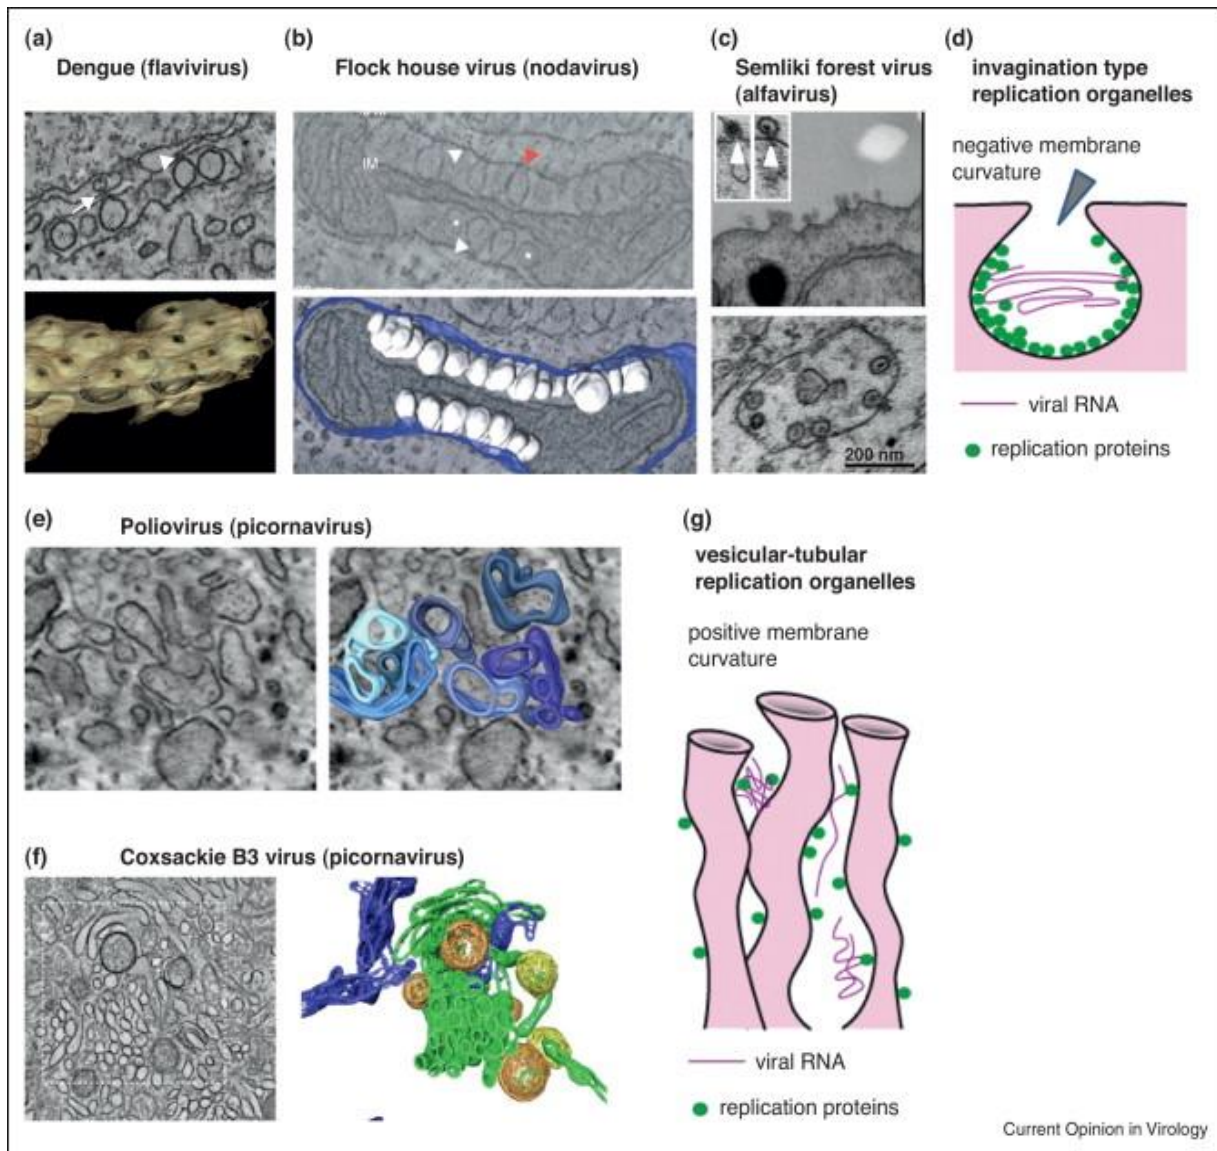 (a)
Dengue (flavivirus)
(b)
Flock house virus (nodavirus)
IM
(c)
Semliki forest virus
(alfavirus)
200 nm
(d)
invagination type
replication organelles
negative membrane
curvature
viral RNA
replication proteins
(e)
Poliovirus (picornavirus)
(f)
Coxsackie B3 virus (picornavirus)
(g)
vesicular-tubular
replication organelles
positive membrane
curvature
viral RNA
replication proteins
Current Opinion in Virology